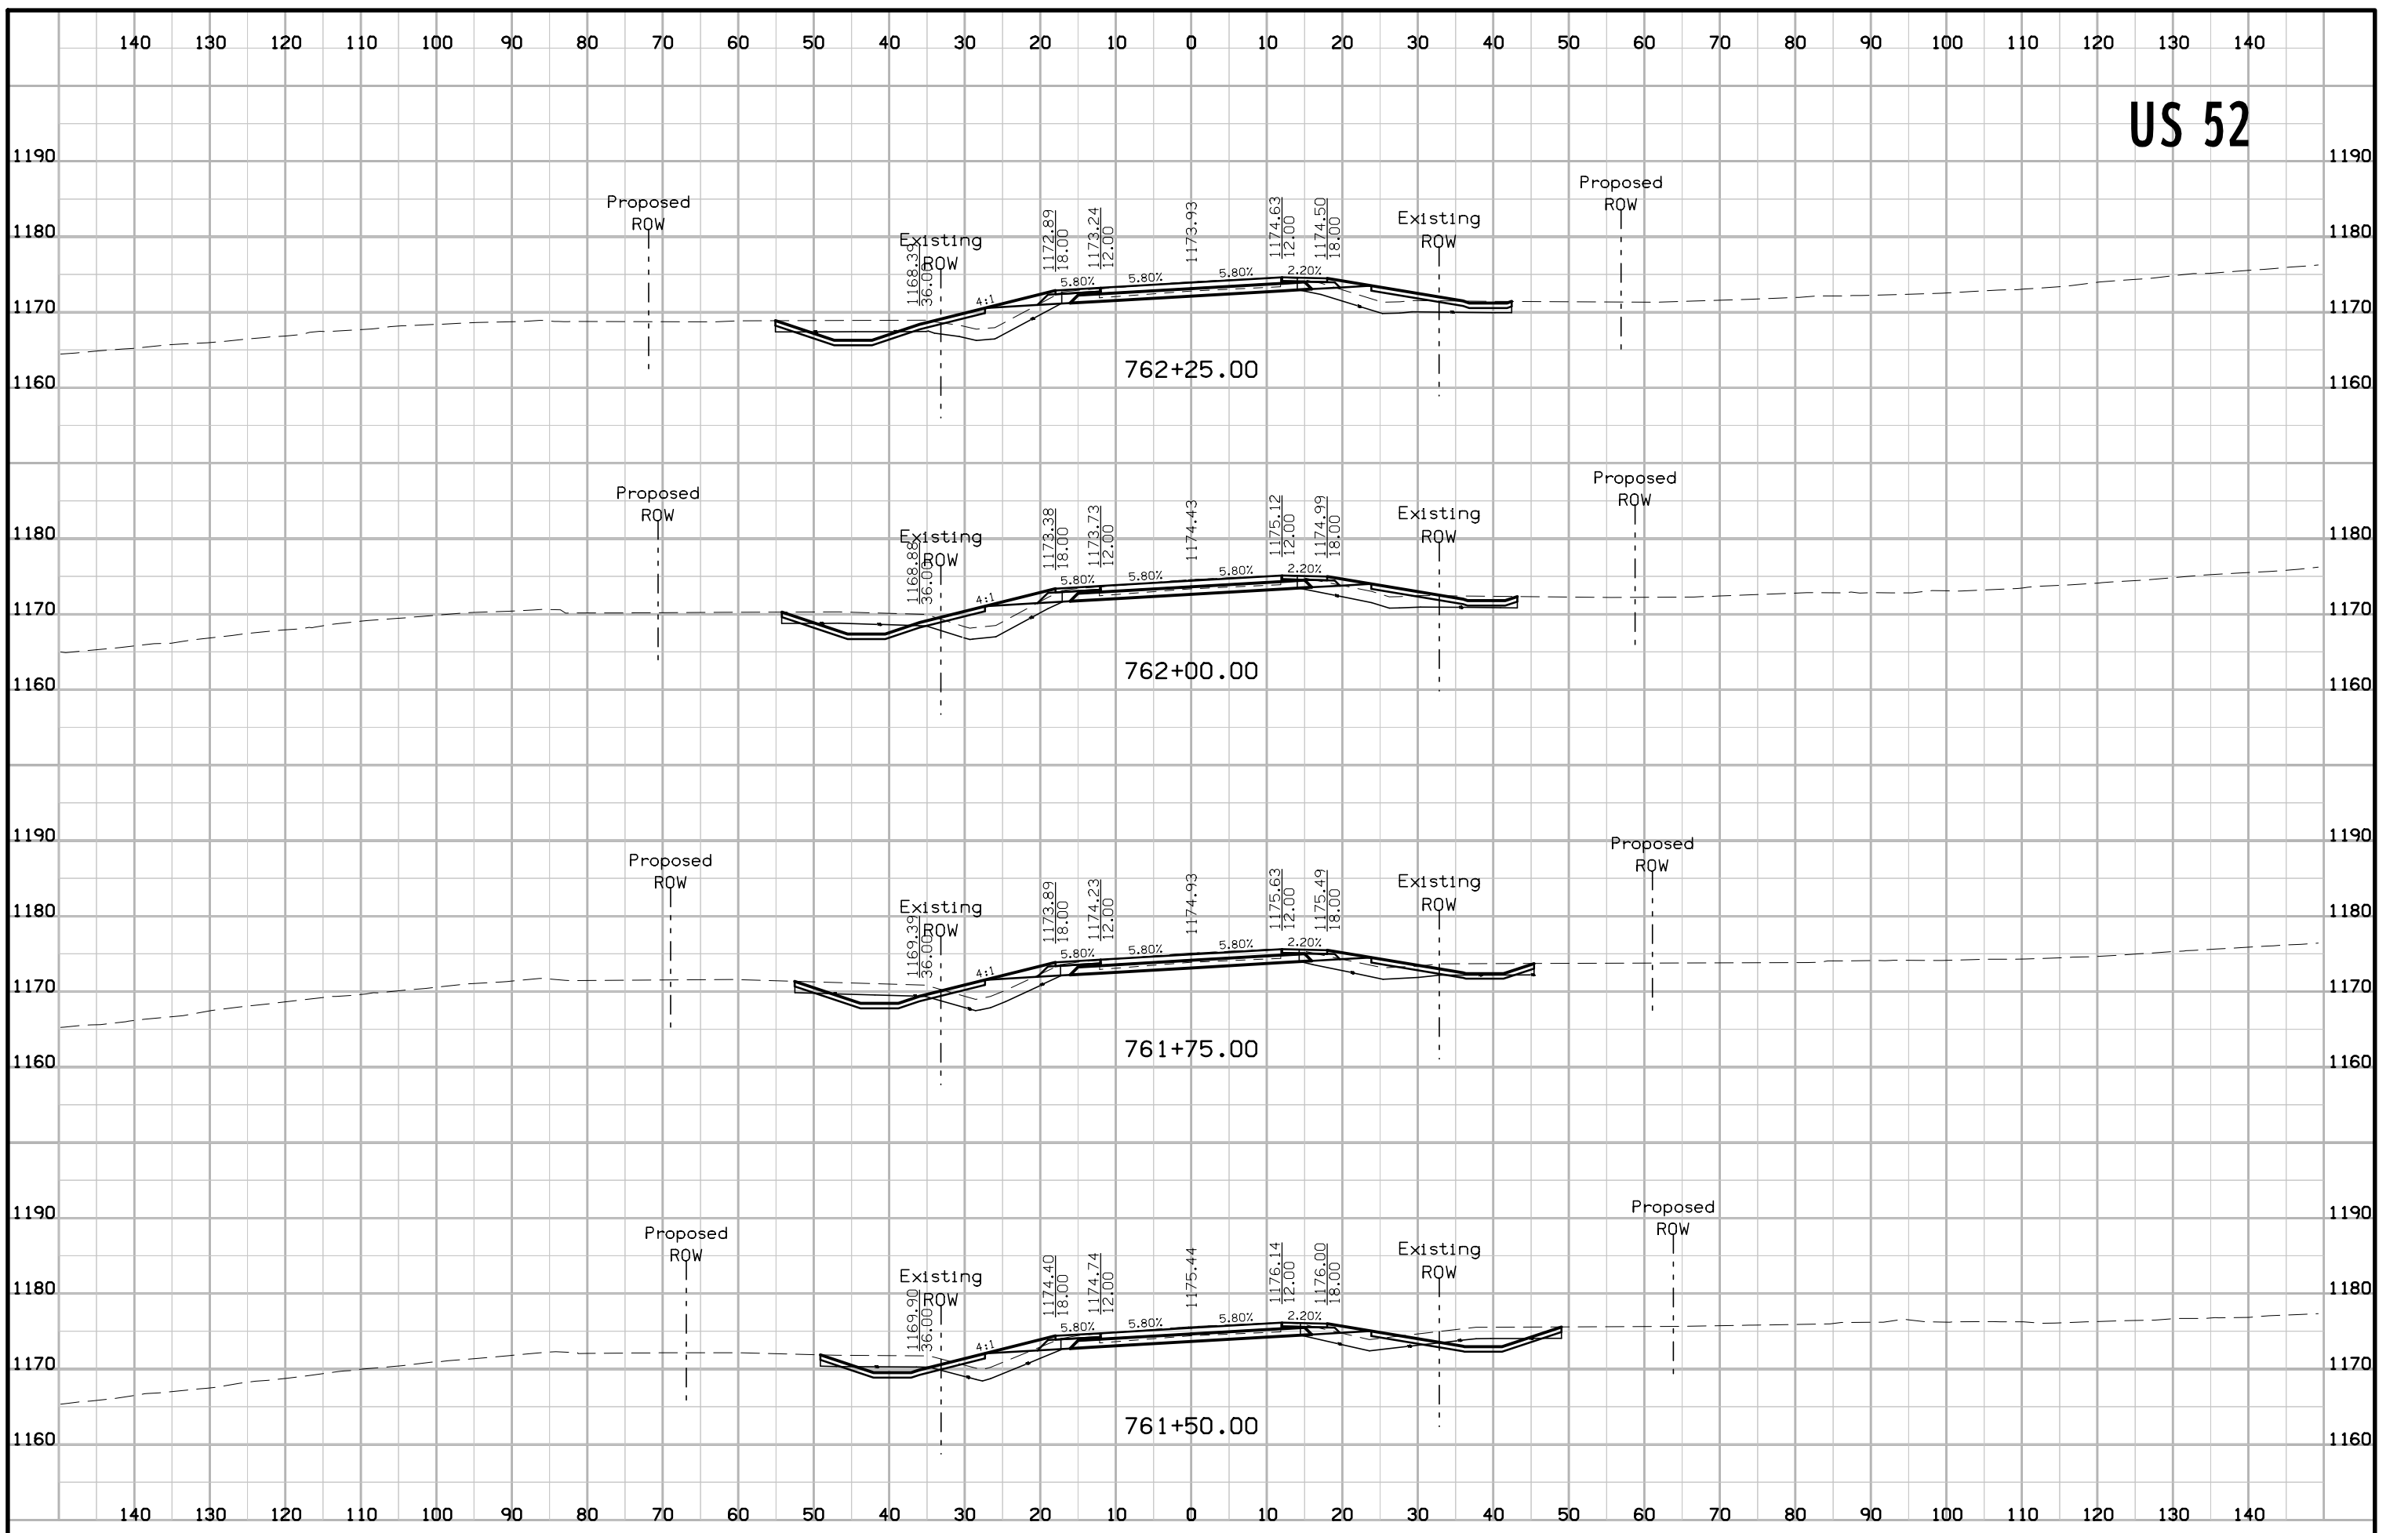 140 130 120 110 100 90 80 70 60 50 40 30 20 10 0 10 20 30 40 50 60 70 80 90 100 110 120 130 140
US 52
1190 1190
Proposed
ROW
Existing
ROW
Existing
ROW
Proposed
ROW
1180 1180
1168.39
36.00
1172.89
18.00
1173.24
12.00
1173.93
1174.63
12.00
1174.50
18.00
4:1 5.80% 5.80% 5.80% 2.20%
1170 1170
762+25.00
1160 1160
Proposed
ROW
Existing
ROW
Existing
ROW
Proposed
ROW
1180 1180
1168.88
36.00
1173.38
18.00
1173.73
12.00
1174.43
1175.12
12.00
1174.99
18.00
4:1 5.80% 5.80% 5.80% 2.20%
1170 1170
762+00.00
1160 1160
1190 1190
Proposed
ROW
Existing
ROW
Existing
ROW
Proposed
ROW
1180 1180
1169.39
36.00
1173.89
18.00
1174.23
12.00
1174.93
1175.63
12.00
1175.49
18.00
4:1 5.80% 5.80% 5.80% 2.20%
1170 1170
761+75.00
1160 1160
1190 1190
Proposed
ROW
Existing
ROW
Existing
ROW
Proposed
ROW
1180 1180
1169.90
36.00
1174.40
18.00
1174.74
12.00
1175.44
1176.14
12.00
1176.00
18.00
4:1 5.80% 5.80% 5.80% 2.20%
1170 1170
761+50.00
1160 1160
140 130 120 110 100 90 80 70 60 50 40 30 20 10 0 10 20 30 40 50 60 70 80 90 100 110 120 130 140